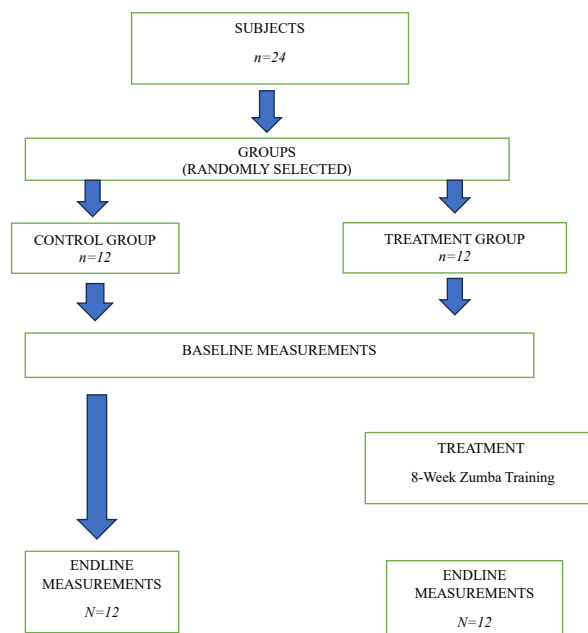 SUBJECTS
n=24
GROUPS
(RANDOMLY SELECTED)
CONTROL GROUP
n=12
TREATMENT GROUP
n=12
BASELINE MEASUREMENTS
TREATMENT
8-Week Zumba Training
ENDLINE
MEASUREMENTS
N=12
ENDLINE
MEASUREMENTS
N=12